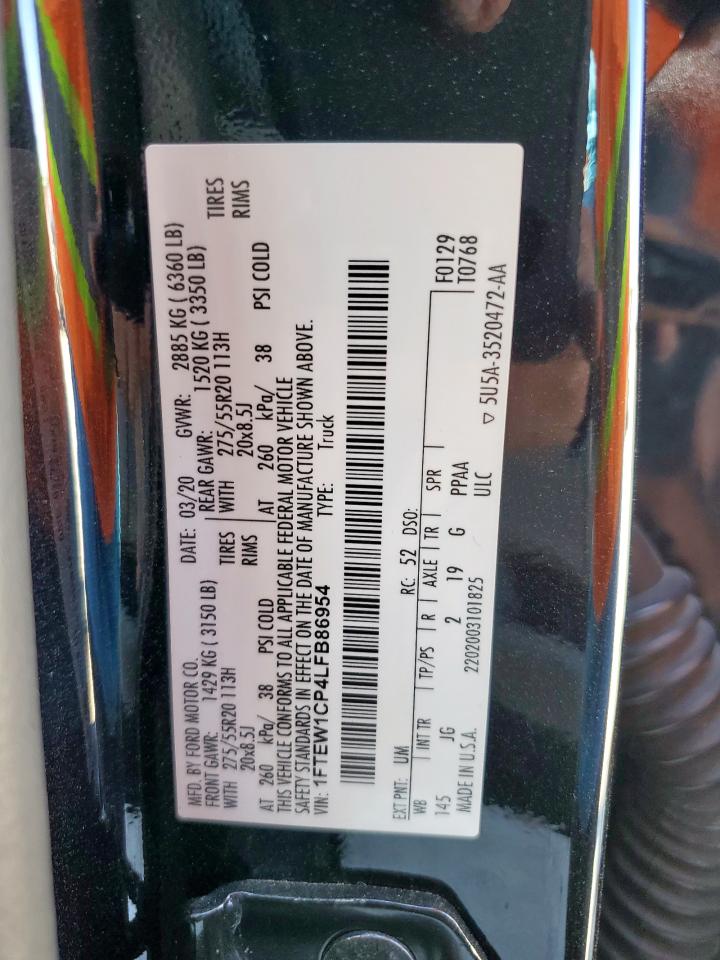 MFD. BY FORD MOTOR CO. DATE: 03/20 GVWR: 2885 KG ( 6360 LB)
FRONT GAWR: 1429 KG ( 3150 LB) REAR GAWR: 1520 KG ( 3350 LB)
WITH 275/55R20 113H TIRES WITH 275/55R20 113H TIRES
20x8.5J RIMS 20x8.5J RIMS
AT 260 kPa/ 38 PSI COLD AT 260 kPa/ 38 PSI COLD
THIS VEHICLE CONFORMS TO ALL APPLICABLE FEDERAL MOTOR VEHICLE
SAFETY STANDARDS IN EFFECT ON THE DATE OF MANUFACTURE SHOWN ABOVE.
VIN: 1FTEW1CP4LFB86954 TYPE: Truck
EXT PNT: UM RC: 52 DSO: F0129
WB INT TR TP/PS R AXLE TR SPR T0768
145 JG 2 19 G PPAA
MADE IN U.S.A. 2202003101825 ULC ▽ 5U5A-3520472-AA